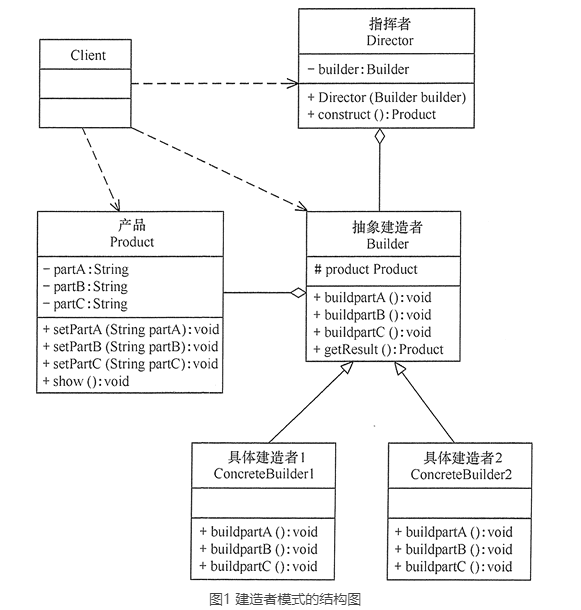 Client
指挥者
Director
- builder:Builder
+ Director (Builder builder)
+ construct ():Product
产品
Product
- partA:String
- partB:String
- partC:String
+ setPartA (String partA):void
+ setPartB (String partB):void
+ setPartC (String partC):void
+ show ():void
抽象建造者
Builder
# product Product
+ buildpartA ():void
+ buildpartB ():void
+ buildpartC ():void
+ getResult ():Product
具体建造者1
ConcreteBuilder1
+ buildpartA ():void
+ buildpartB ():void
+ buildpartC ():void
具体建造者2
ConcreteBuilder2
+ buildpartA ():void
+ buildpartB ():void
+ buildpartC ():void
图1 建造者模式的结构图